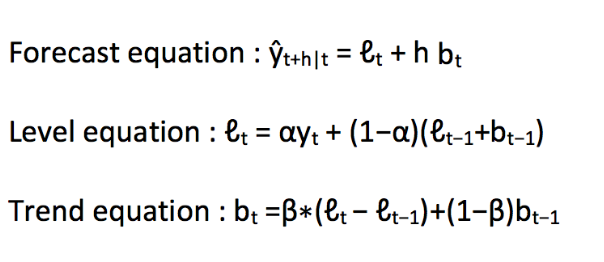 Forecast equation : ŷt+h|t = ℓt + h bt
Level equation : ℓt = αyt + (1−α)(ℓt−1+bt−1)
Trend equation : bt =β*(ℓt − ℓt−1)+(1−β)bt−1